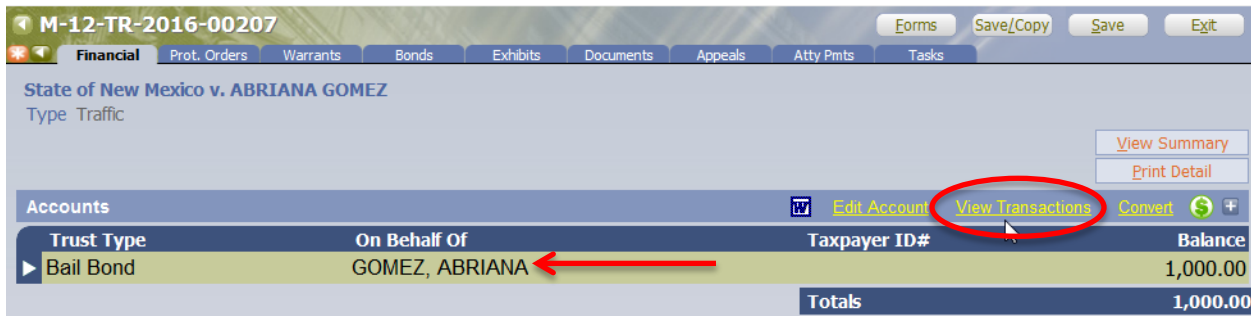 M-12-TR-2016-00207 Forms Save/Copy Save Exit
Financial Prot. Orders Warrants Bonds Exhibits Documents Appeals Atty Pmts Tasks
State of New Mexico v. ABRIANA GOMEZ
Type Traffic
View Summary
Print Detail
Accounts W Edit Account View Transactions Convert $ +
Trust Type On Behalf Of Taxpayer ID# Balance
Bail Bond GOMEZ, ABRIANA 1,000.00
Totals 1,000.00